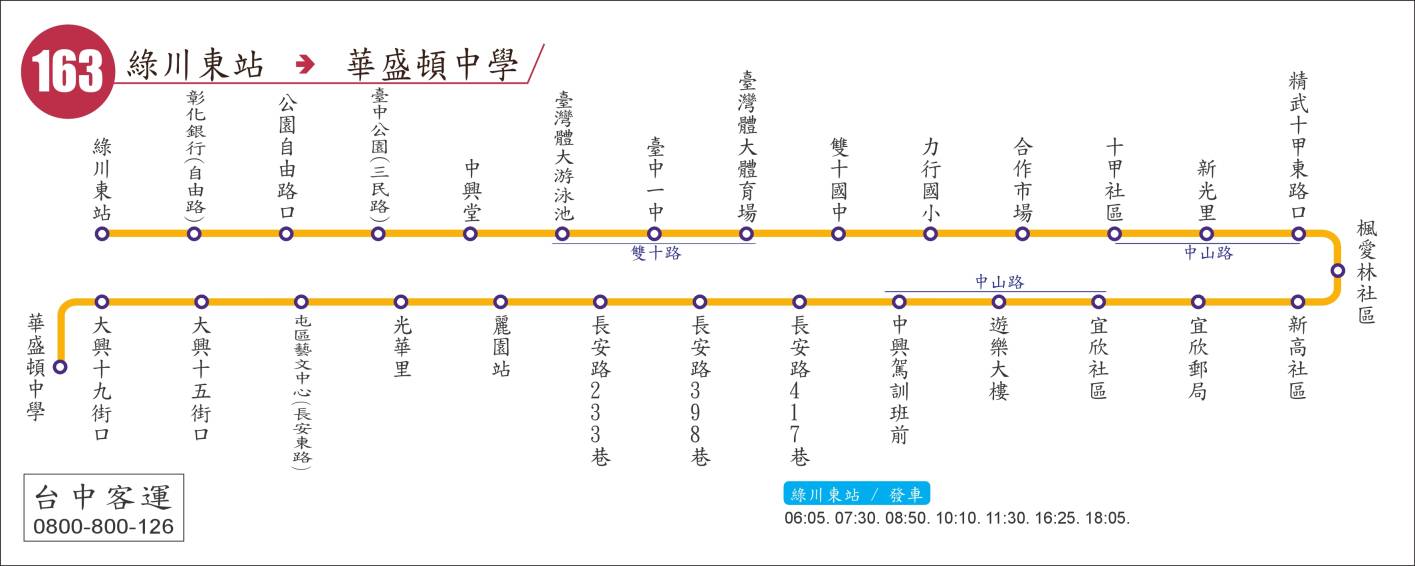 163 綠川東站 → 華盛頓中學
綠川東站
彰化銀行(自由路)
公園自由路口
臺中公園(三民路)
中興堂
臺灣體大游泳池
臺中一中
臺灣體大體育場
雙十國中
力行國小
合作市場
十甲社區
新光里
精武十甲東路口
雙十路
中山路
楓愛林社區
中山路
新高社區
宜欣郵局
宜欣社區
遊樂大樓
中興駕訓班前
長安路417巷
長安路398巷
長安路233巷
麗園站
光華里
屯區藝文中心(長安東路)
大興十五街口
大興十九街口
華盛頓中學
台中客運
0800-800-126
綠川東站 / 發車
06:05. 07:30. 08:50. 10:10. 11:30. 16:25. 18:05.